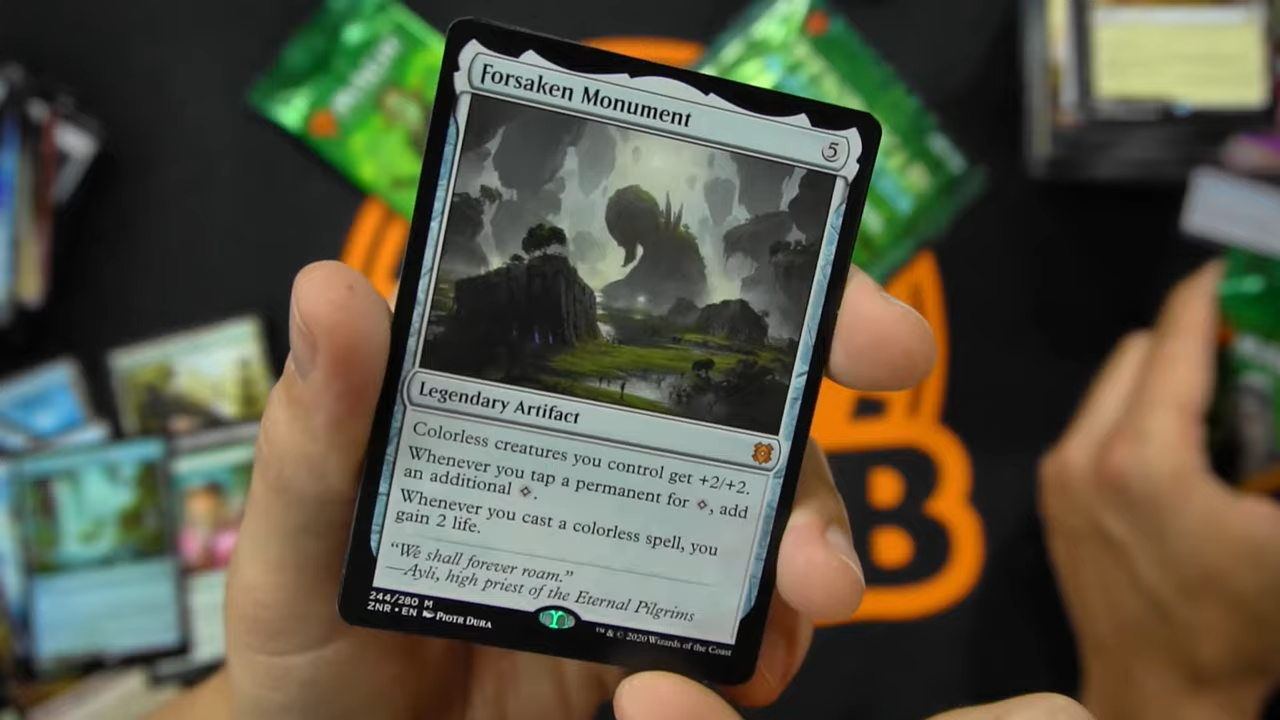 Forsaken Monument
5
Legendary Artifact
Colorless creatures you control get +2/+2.
Whenever you tap a permanent for , add
an additional .
Whenever you cast a colorless spell, you
gain 2 life.
“We shall forever roam.”
—Ayli, high priest of the Eternal Pilgrims
244/280 M
ZNR • EN Piotr Dura
™ & © 2020 Wizards of the Coast
B